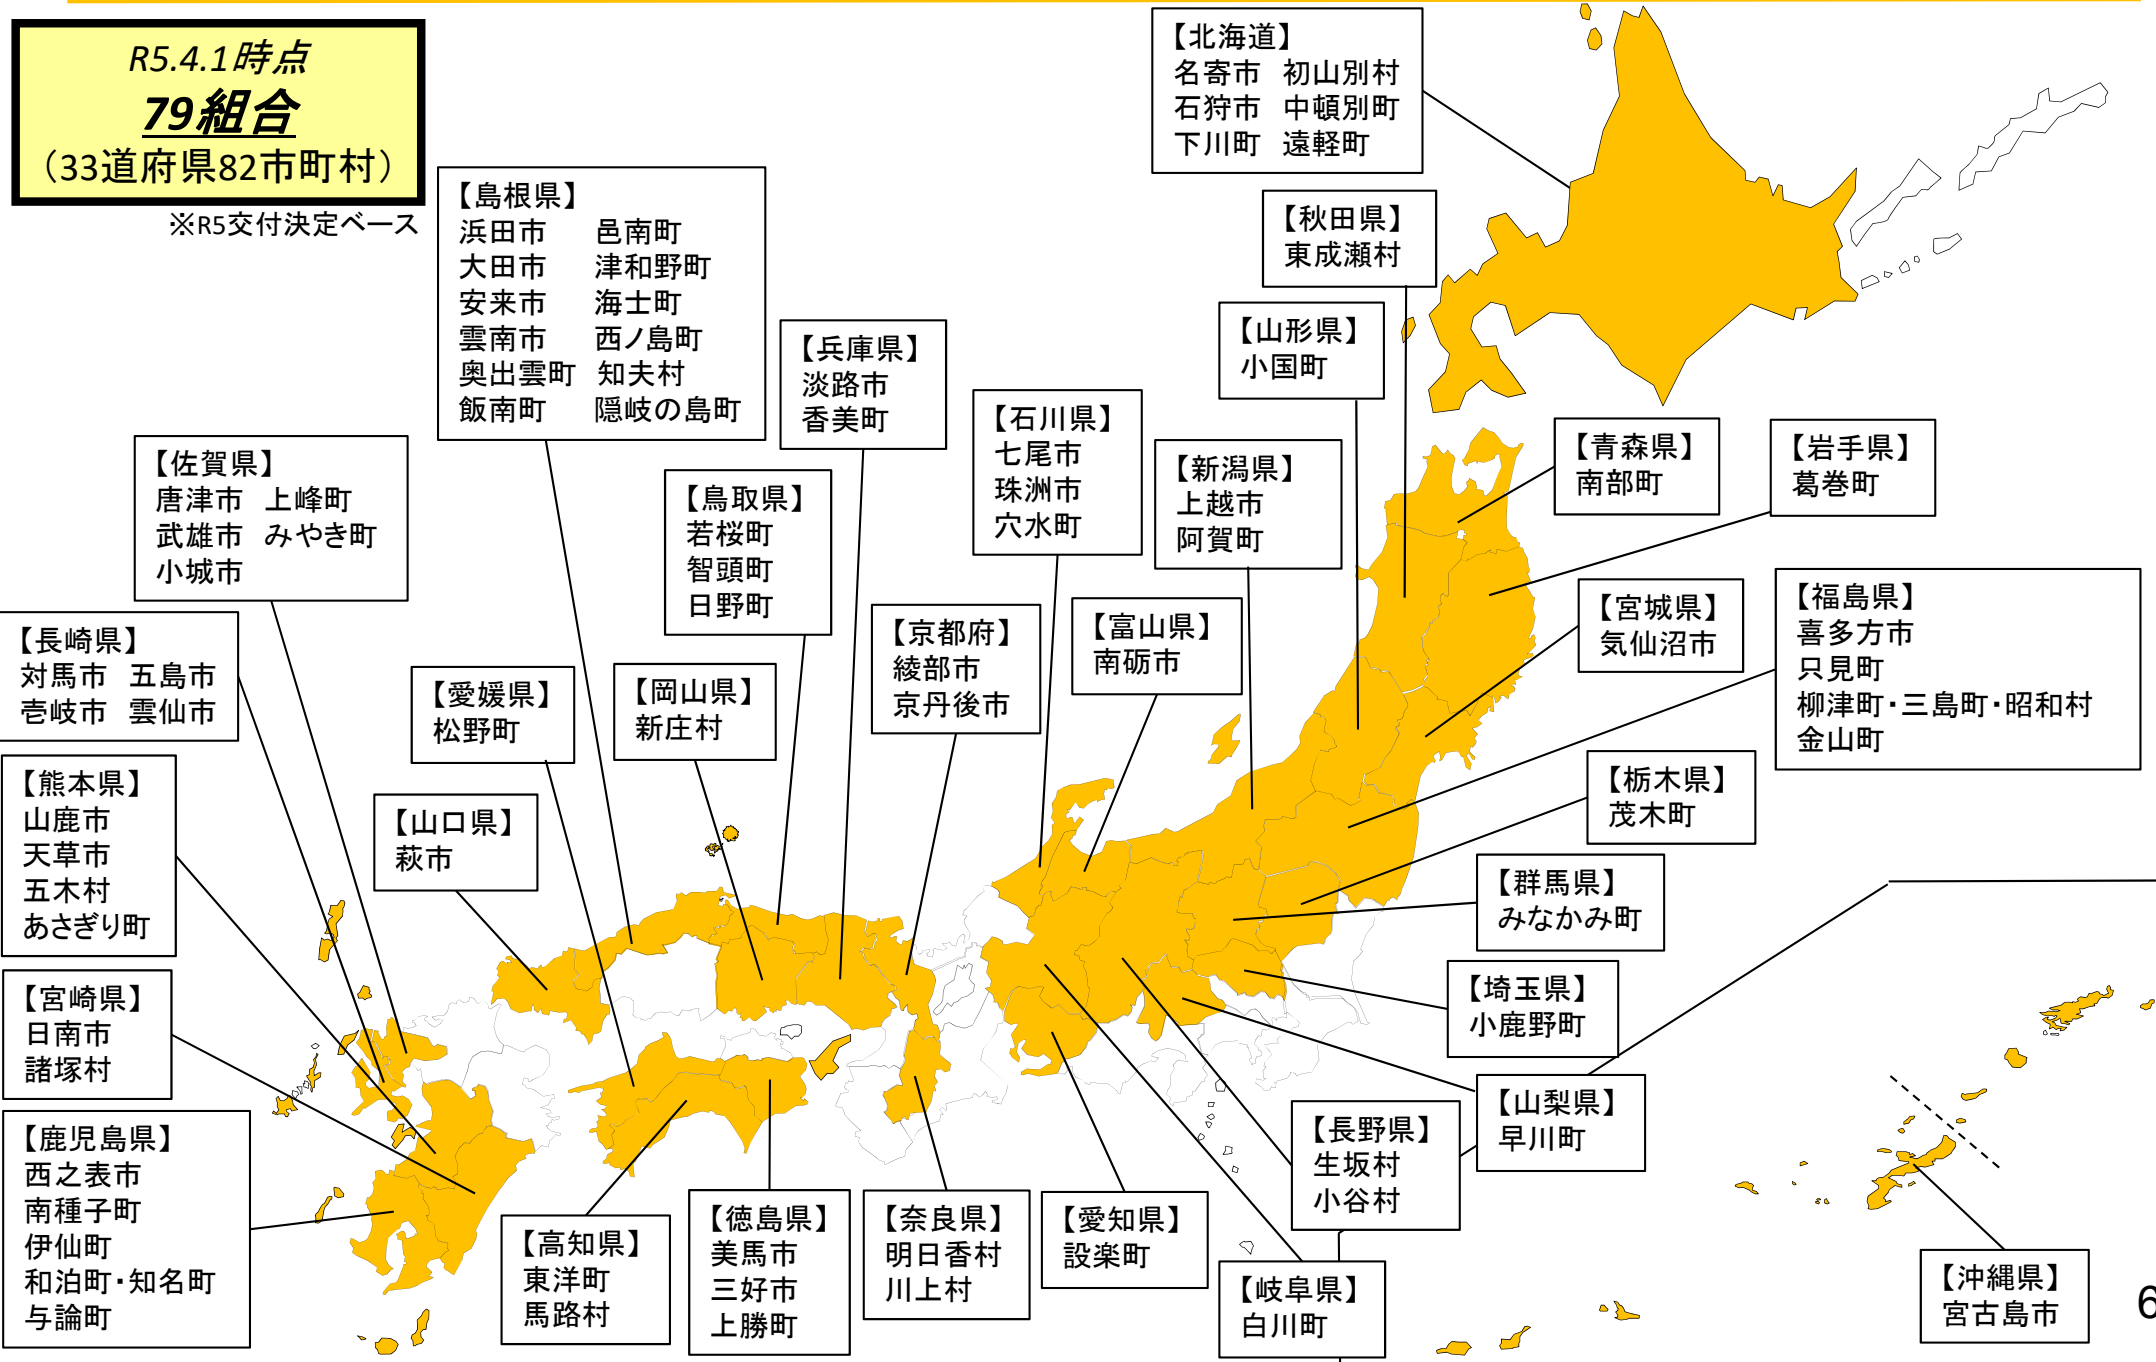 R5.4.1時点
79組合
（33道府県82市町村）
※R5交付決定ベース
【北海道】
名寄市　初山別村
石狩市　中頓別町
下川町　遠軽町
【秋田県】
東成瀬村
【山形県】
小国町
【青森県】
南部町
【岩手県】
葛巻町
【宮城県】
気仙沼市
【福島県】
喜多方市
只見町
柳津町・三島町・昭和村
金山町
【栃木県】
茂木町
【群馬県】
みなかみ町
【埼玉県】
小鹿野町
【山梨県】
早川町
【長野県】
生坂村
小谷村
【新潟県】
上越市
阿賀町
【富山県】
南砺市
【石川県】
七尾市
珠洲市
穴水町
【岐阜県】
白川町
【愛知県】
設楽町
【京都府】
綾部市
京丹後市
【兵庫県】
淡路市
香美町
【奈良県】
明日香村
川上村
【鳥取県】
若桜町
智頭町
日野町
【島根県】
浜田市　邑南町
大田市　津和野町
安来市　海士町
雲南市　西ノ島町
奥出雲町　知夫村
飯南町　隠岐の島町
【岡山県】
新庄村
【山口県】
萩市
【徳島県】
美馬市
三好市
上勝町
【愛媛県】
松野町
【高知県】
東洋町
馬路村
【佐賀県】
唐津市　上峰町
武雄市　みやき町
小城市
【長崎県】
対馬市　五島市
壱岐市　雲仙市
【熊本県】
山鹿市
天草市
五木村
あさぎり町
【宮崎県】
日南市
諸塚村
【鹿児島県】
西之表市
南種子町
伊仙町
和泊町・知名町
与論町
【沖縄県】
宮古島市
6